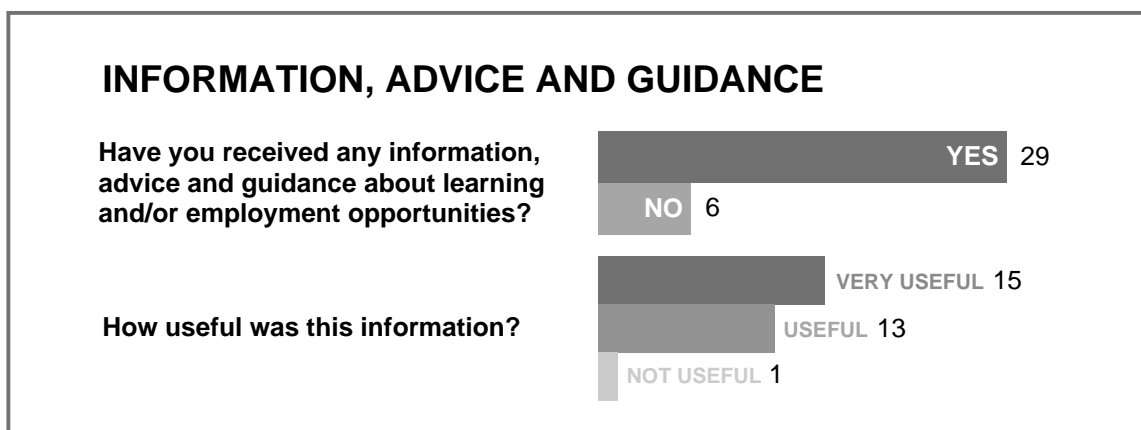 INFORMATION, ADVICE AND GUIDANCE
Have you received any information,
advice and guidance about learning
and/or employment opportunities?
YES 29
NO 6
How useful was this information?
VERY USEFUL 15
USEFUL 13
NOT USEFUL 1